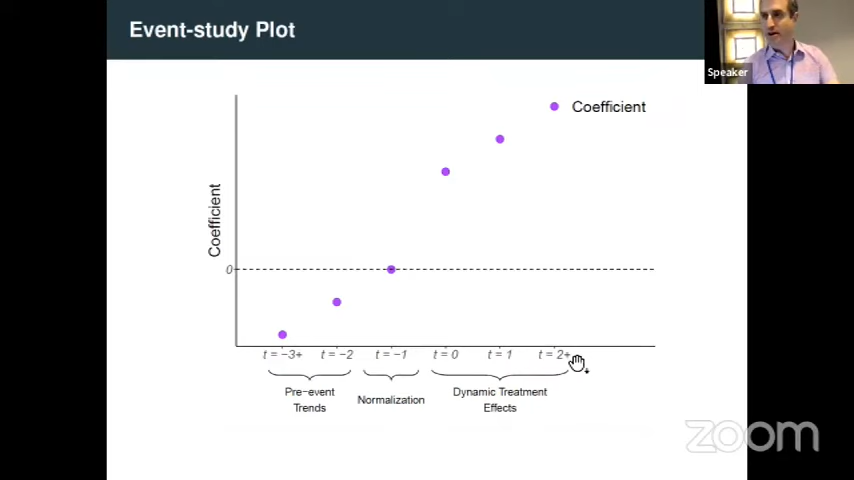 Event-study Plot
Speaker
Coefficient
Coefficient
0
t = −3+ t = −2 t = −1 t = 0 t = 1 t = 2+
Pre−event
Trends
Normalization
Dynamic Treatment
Effects
zoom